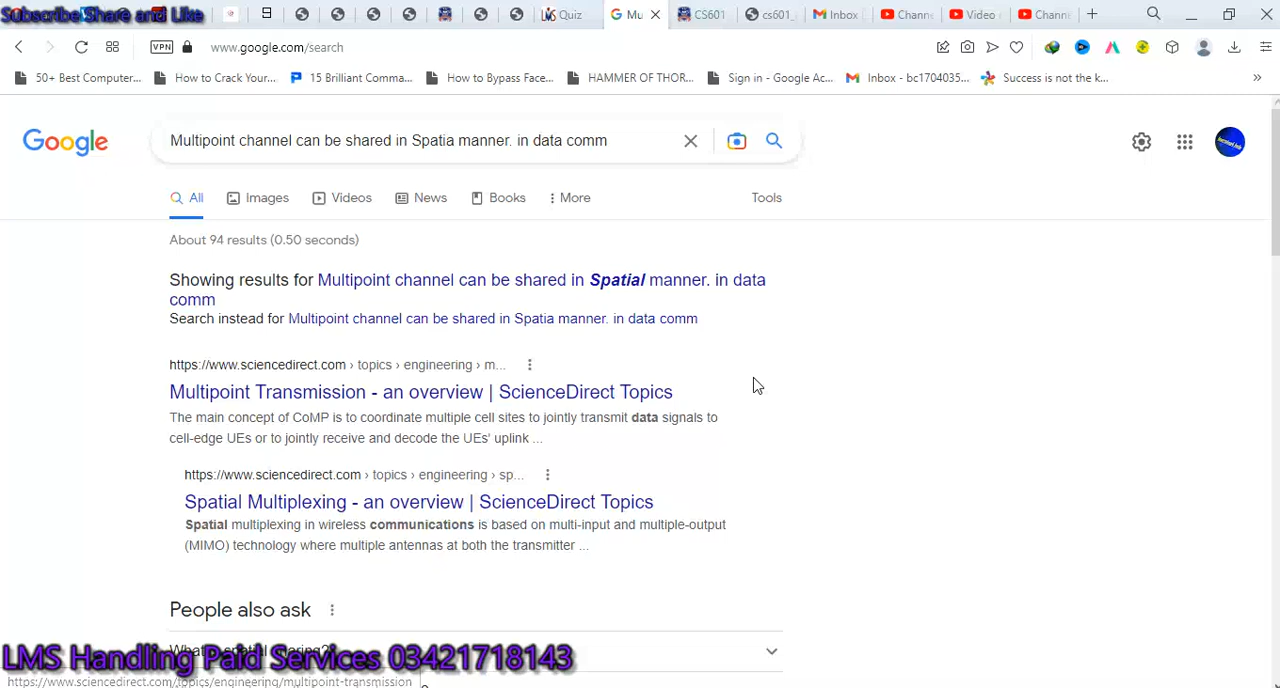 Subscribe Share and Like
Quiz
Mu
CS601
cs601_
Inbox
Chann
Video
Chann
VPN
www.google.com/search
50+ Best Computer...
How to Crack Your...
15 Brilliant Comma...
How to Bypass Face...
HAMMER OF THOR...
Sign in - Google Ac...
Inbox - bc1704035...
Success is not the k...
»
Google
Multipoint channel can be shared in Spatia manner. in data comm
All
Images
Videos
News
Books
More
Tools
About 94 results (0.50 seconds)
Showing results for Multipoint channel can be shared in Spatial manner. in data
comm
Search instead for Multipoint channel can be shared in Spatia manner. in data comm
https://www.sciencedirect.com › topics › engineering › m...
Multipoint Transmission - an overview | ScienceDirect Topics
The main concept of CoMP is to coordinate multiple cell sites to jointly transmit data signals to
cell-edge UEs or to jointly receive and decode the UEs' uplink ...
https://www.sciencedirect.com › topics › engineering › sp...
Spatial Multiplexing - an overview | ScienceDirect Topics
Spatial multiplexing in wireless communications is based on multi-input and multiple-output
(MIMO) technology where multiple antennas at both the transmitter ...
People also ask
LMS Handling Paid Services 03421718143
https://www.sciencedirect.com/topics/engineering/multipoint-transmission